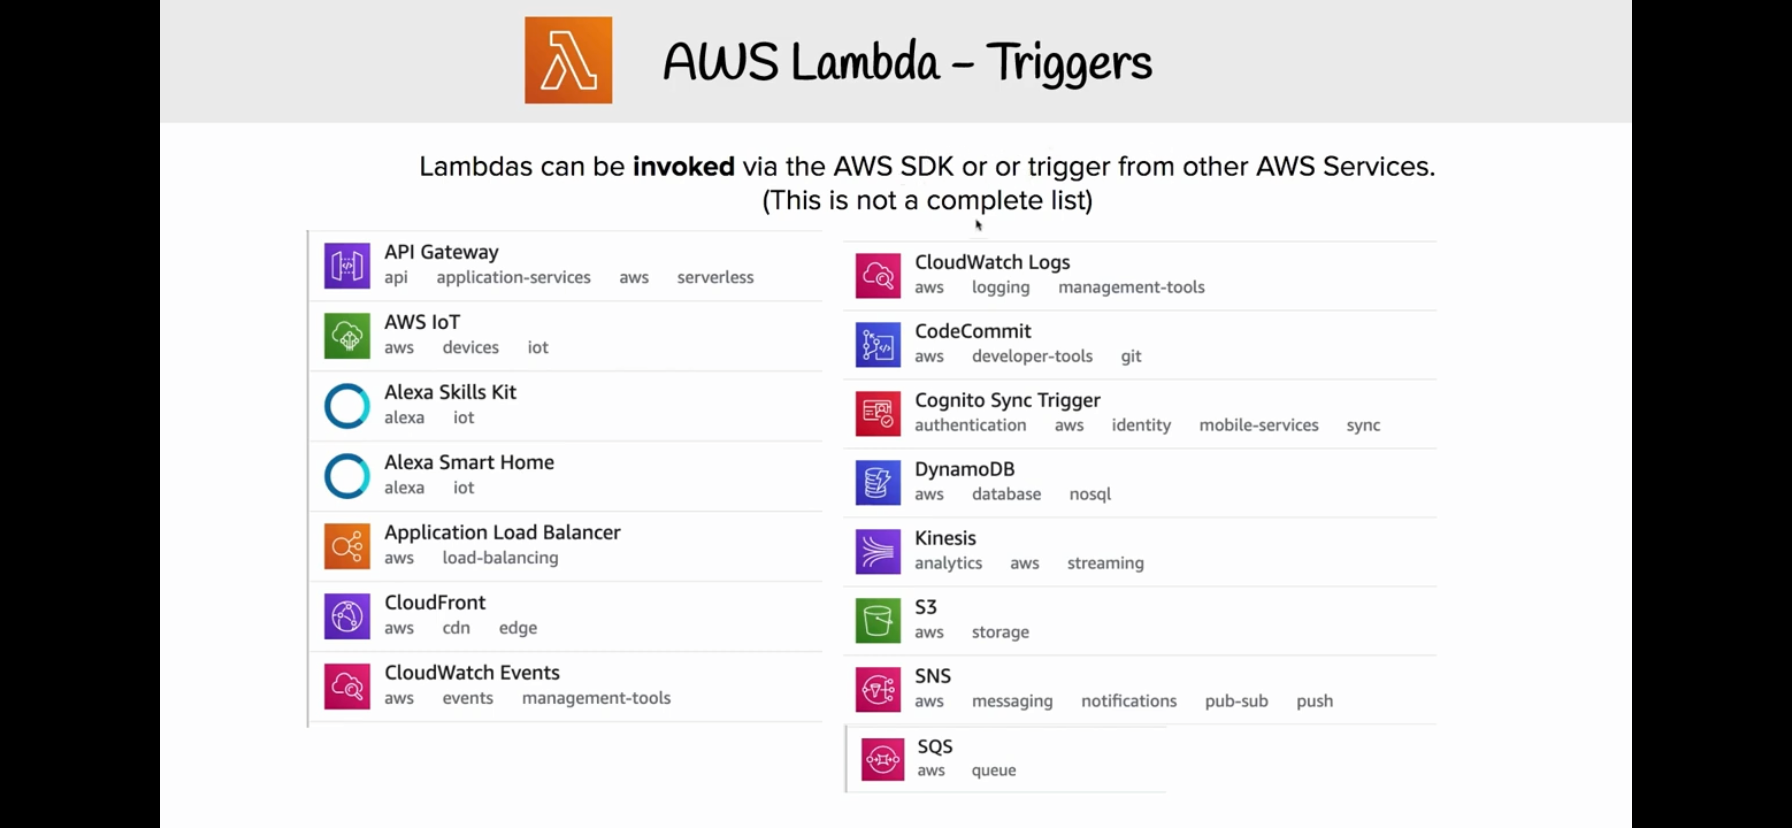 AWS Lambda – Triggers
Lambdas can be invoked via the AWS SDK or or trigger from other AWS Services.
(This is not a complete list)
API Gateway
api application-services aws serverless
AWS IoT
aws devices iot
Alexa Skills Kit
alexa iot
Alexa Smart Home
alexa iot
Application Load Balancer
aws load-balancing
CloudFront
aws cdn edge
CloudWatch Events
aws events management-tools
CloudWatch Logs
aws logging management-tools
CodeCommit
aws developer-tools git
Cognito Sync Trigger
authentication aws identity mobile-services sync
DynamoDB
aws database nosql
Kinesis
analytics aws streaming
S3
aws storage
SNS
aws messaging notifications pub-sub push
SQS
aws queue